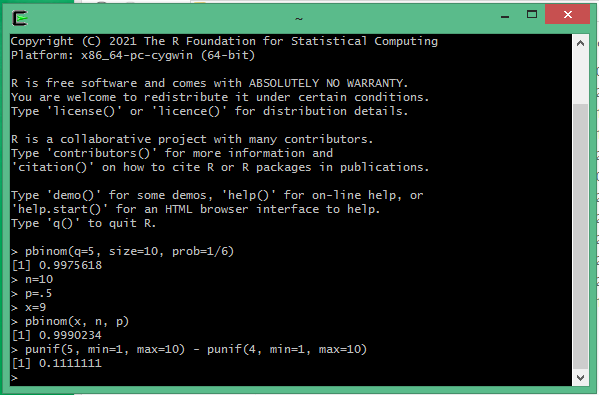 ~
Copyright (C) 2021 The R Foundation for Statistical Computing
Platform: x86_64-pc-cygwin (64-bit)
R is free software and comes with ABSOLUTELY NO WARRANTY.
You are welcome to redistribute it under certain conditions.
Type 'license()' or 'licence()' for distribution details.
R is a collaborative project with many contributors.
Type 'contributors()' for more information and
'citation()' on how to cite R or R packages in publications.
Type 'demo()' for some demos, 'help()' for on-line help, or
'help.start()' for an HTML browser interface to help.
Type 'q()' to quit R.
> pbinom(q=5, size=10, prob=1/6)
[1] 0.9975618
> n=10
> p=.5
> x=9
> pbinom(x, n, p)
[1] 0.9990234
> punif(5, min=1, max=10) - punif(4, min=1, max=10)
[1] 0.1111111
>